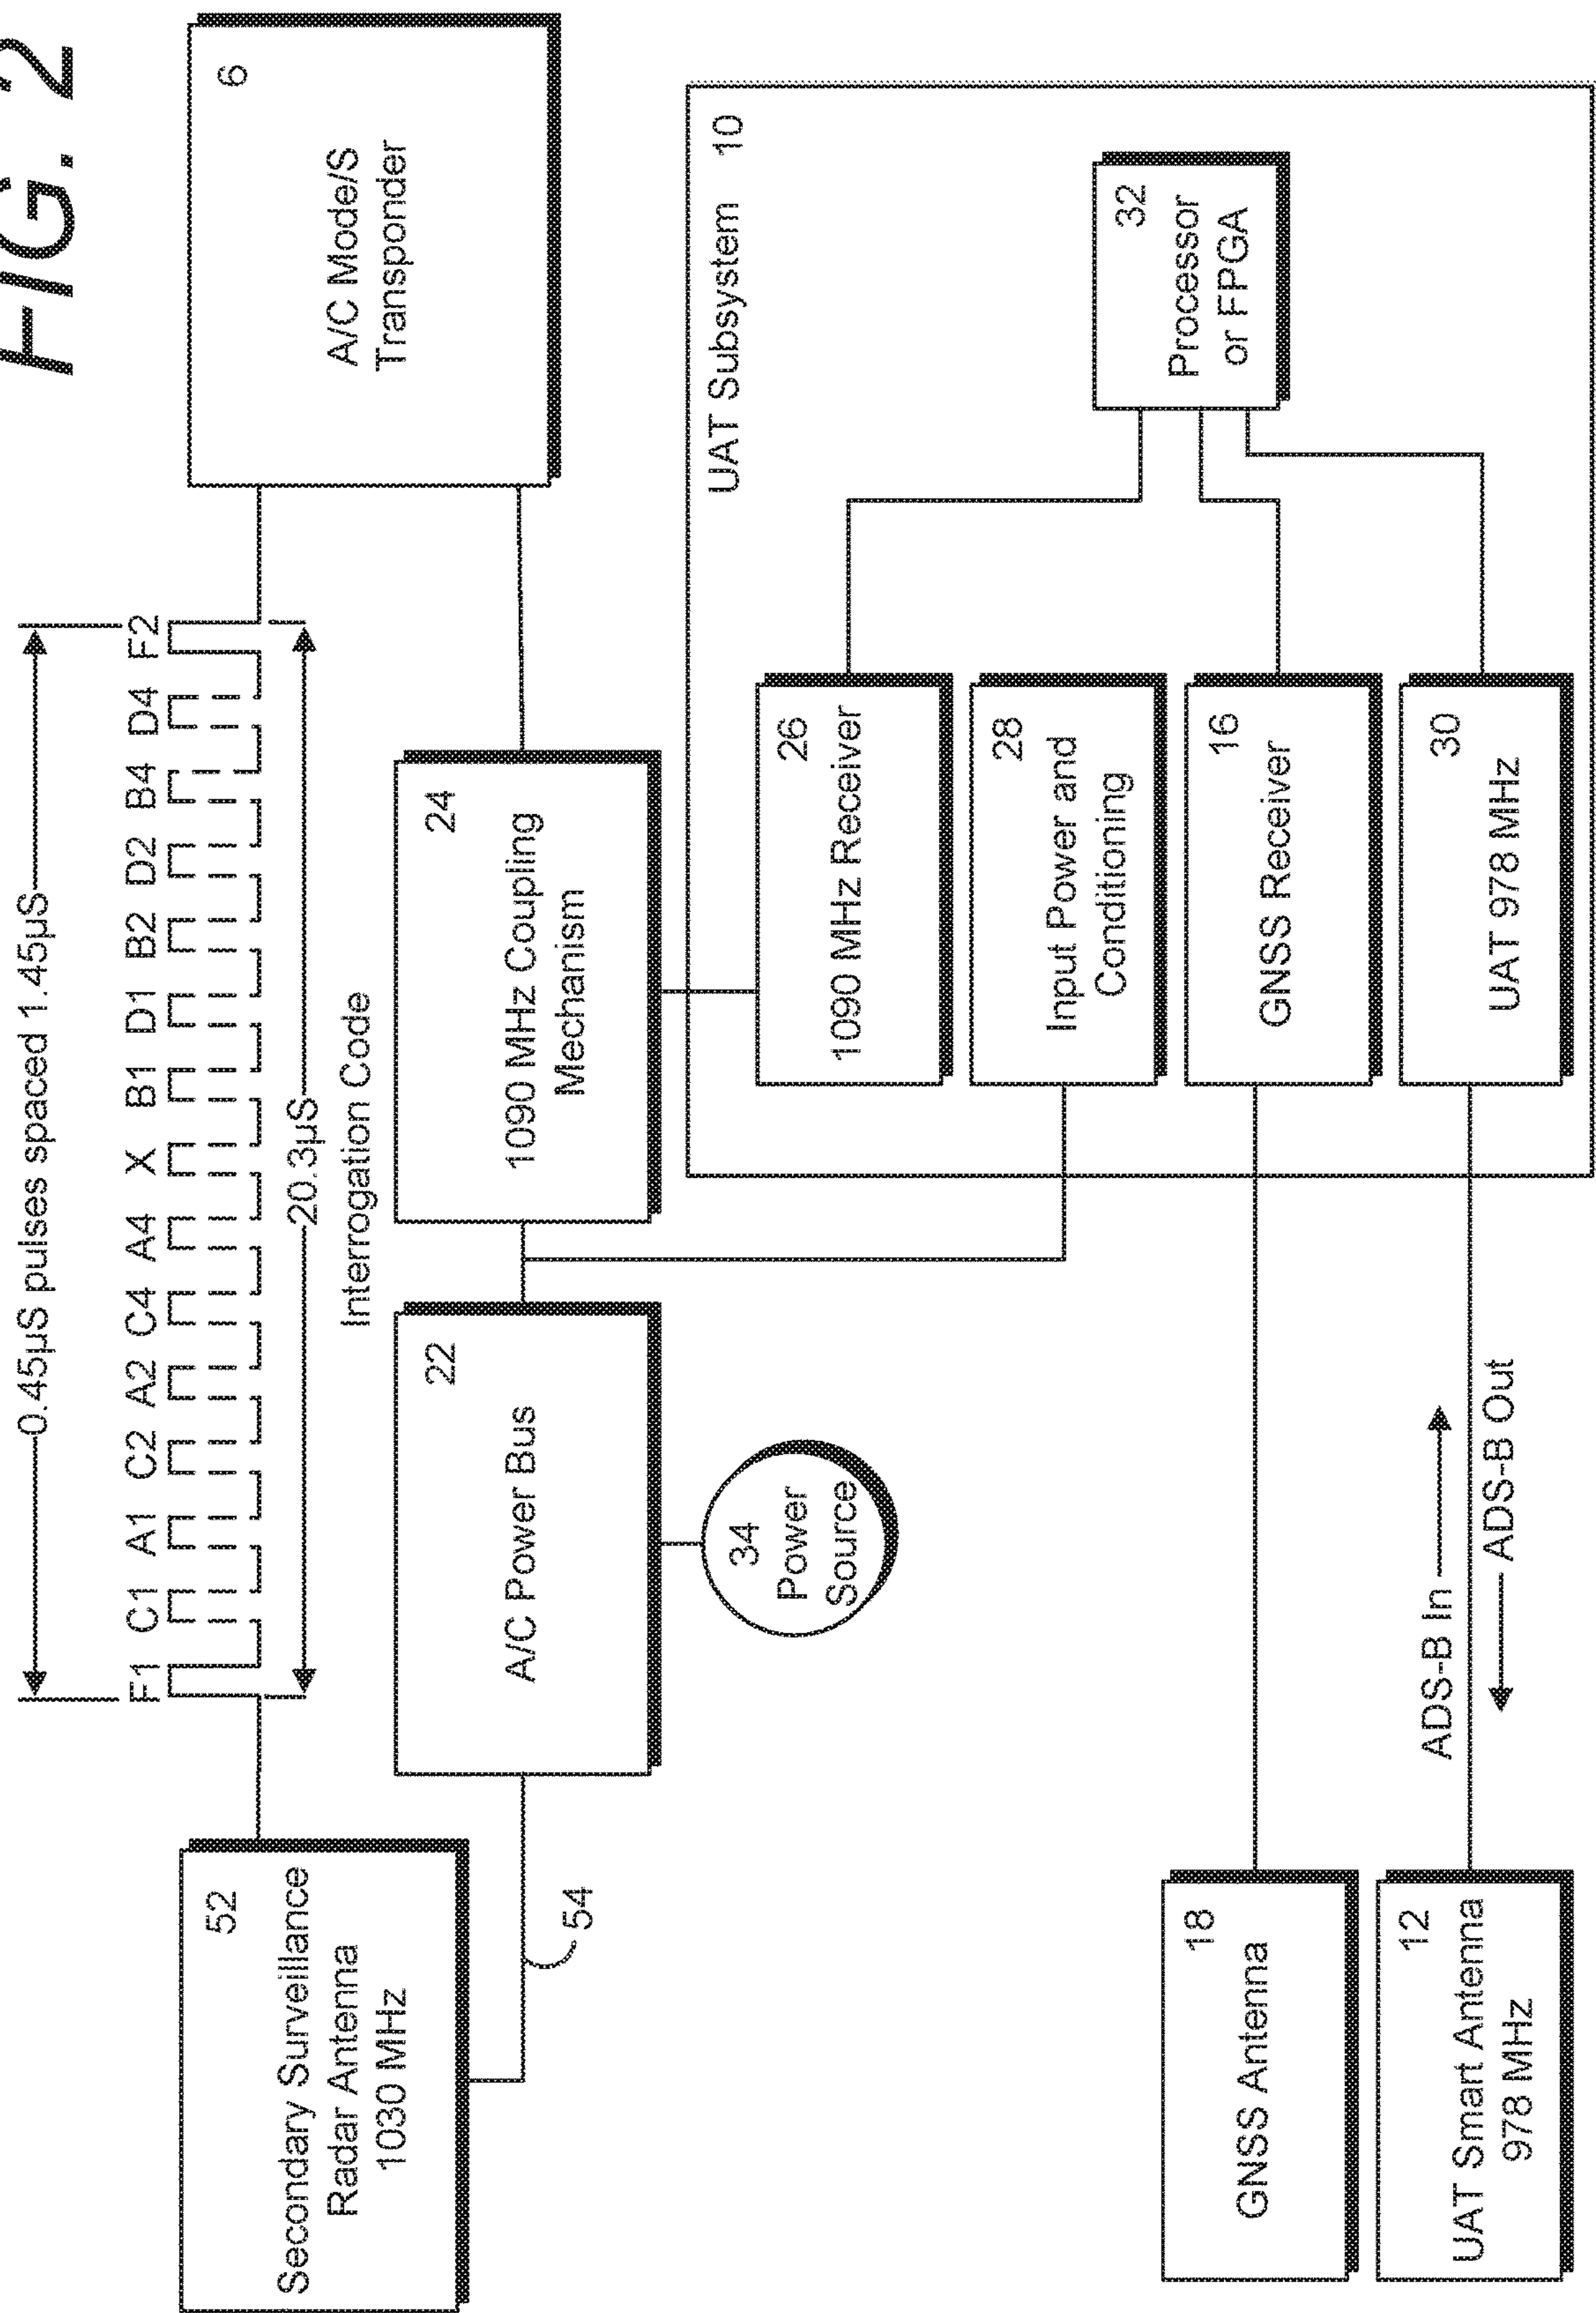 FIG. 2
0.45µS pulses spaced 1.45µS
F1 C1 A1 C2 A2 C4 A4 X B1 D1 B2 D2 B4 D4 F2
20.3µS
Interrogation Code
52
Secondary Surveillance
Radar Antenna
1030 MHz
6
A/C Mode/S
Transponder
54
22
A/C Power Bus
34
Power
Source
24
1090 MHz Coupling
Mechanism
UAT Subsystem 10
26
1090 MHz Receiver
28
Input Power and
Conditioning
16
GNSS Receiver
30
UAT 978 MHz
32
Processor
or FPGA
18
GNSS Antenna
12
UAT Smart Antenna
978 MHz
ADS-B In
ADS-B Out